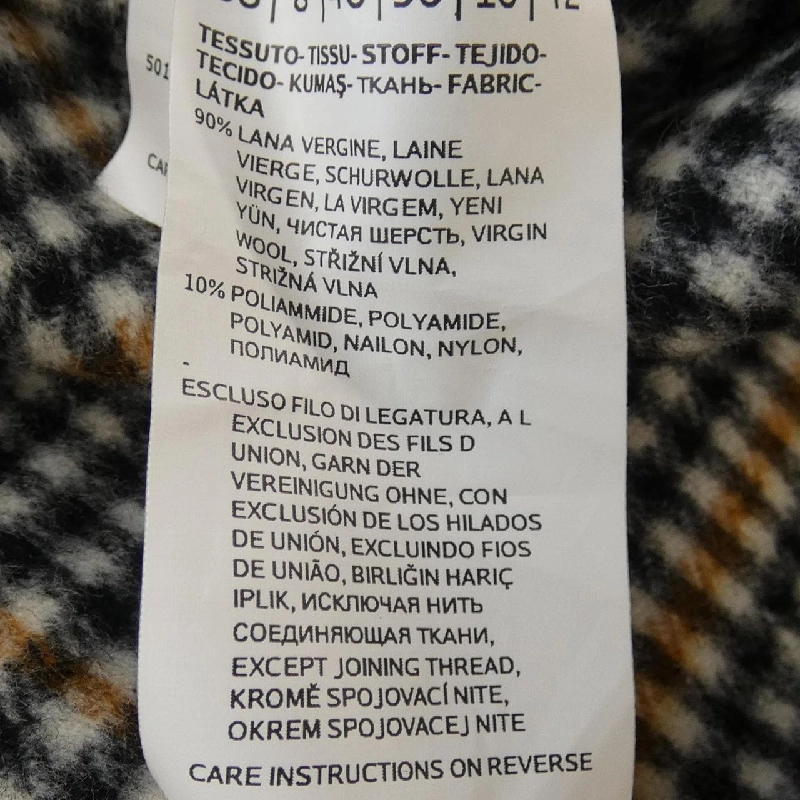 501
CA
TESSUTO-TISSU-STOFF-TEJIDO-
TECIDO-KUMAŞ-ТКАНЬ-FABRIC-
LÁTKA
90% LANA VERGINE, LAINE
VIERGE, SCHURWOLLE, LANA
VIRGEN, LA VIRGEM, YENI
YÜN, ЧИСТАЯ ШЕРСТЬ, VIRGIN
WOOL, STŘIŽNÍ VLNA,
STRIŽNÁ VLNA
10% POLIAMMIDE, POLYAMIDE,
POLYAMID, NAILON, NYLON,
ПОЛИАМИД
-
ESCLUSO FILO DI LEGATURA, A L
EXCLUSION DES FILS D
UNION, GARN DER
VEREINIGUNG OHNE, CON
EXCLUSIÓN DE LOS HILADOS
DE UNIÓN, EXCLUINDO FIOS
DE UNIÃO, BIRLIĞIN HARIÇ
IPLIK, ИСКЛЮЧАЯ НИТЬ
СОЕДИНЯЮЩАЯ ТКАНИ,
EXCEPT JOINING THREAD,
KROMĚ SPOJOVACÍ NITE,
OKREM SPOJOVACEJ NITE
CARE INSTRUCTIONS ON REVERSE